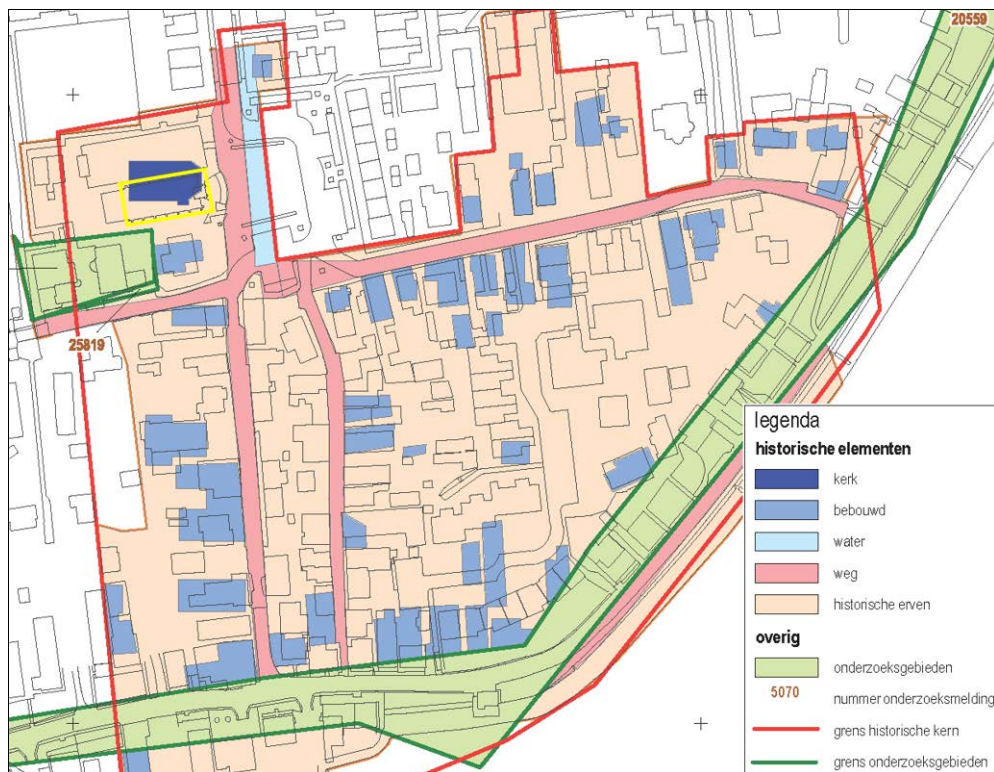 20559
25819
legenda
historische elementen
kerk
bebouwd
water
weg
historische erven
overig
onderzoeksgebieden
5070 nummer onderzoeksmelding
grens historische kern
grens onderzoeksgebieden